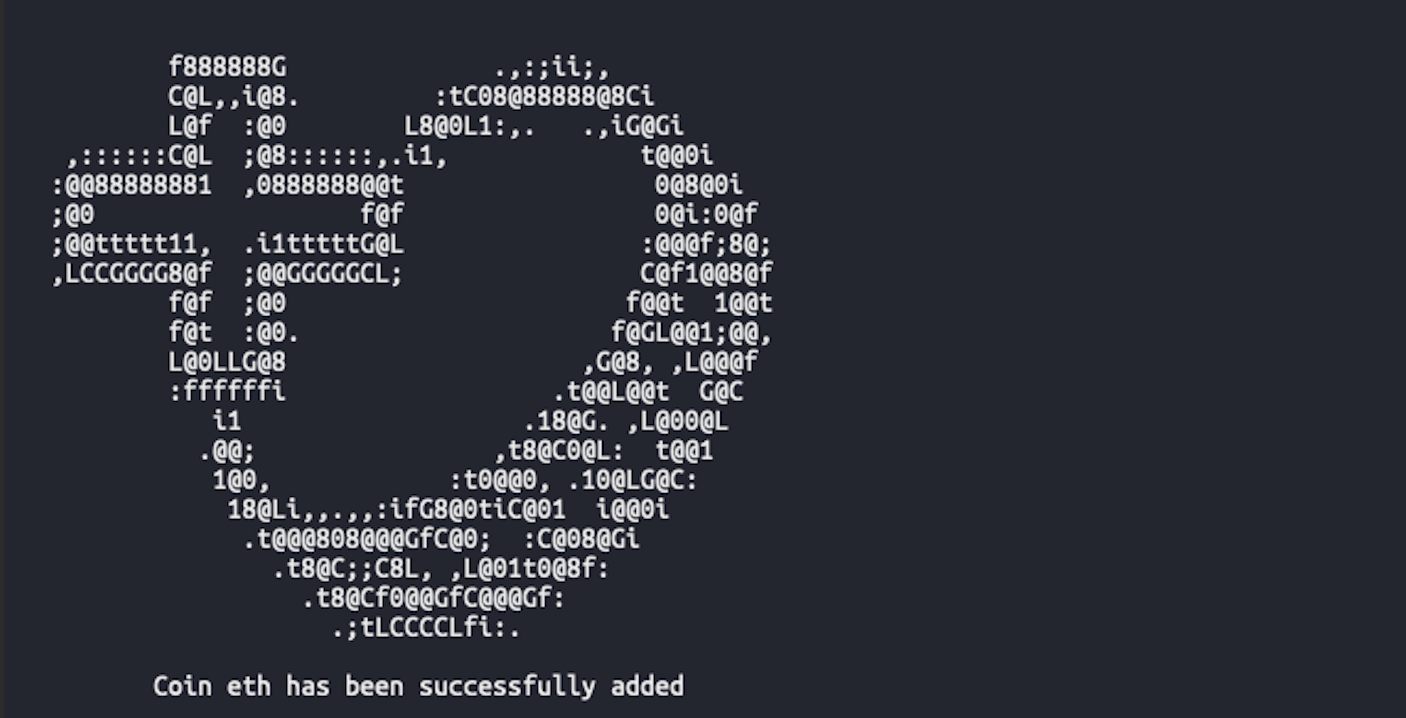 f888888G              .,:;ii;,
            C@L,,i@8.         :tC08@88888@8Ci
            L@f  :@0        L8@0L1:,.   .,iG@Gi
     ,::::::C@L  ;@8::::::,.i1,             t@@0i
    :@@88888881  ,0888888@@t                 0@8@0i
    ;@0                  f@f                 0@i:0@f
    ;@@ttttt11,  .i1tttttG@L                :@@@f;8@;
    ,LCCGGGG8@f  ;@@GGGGGCL;                C@f1@@8@f
            f@f  ;@0                       f@@t  1@@t
            f@t  :@0.                     f@GL@@1;@@,
            L@0LLG@8                    ,G@8, ,L@@@f
            :ffffffi                  .t@@L@@t  G@C
               i1                   .18@G. ,L@00@L
              .@@;                ,t8@C0@L:  t@@1
               1@0,            :t0@@0, .10@LG@C:
                18@Li,,.,,:ifG8@0tiC@01  i@@0i
                 .t@@@808@@@GfC@0;  :C@08@Gi
                   .t8@C;;C8L, ,L@01t0@8f:
                     .t8@Cf0@@GfC@@@Gf:
                       .;tLCCCCLfi:.
           Coin eth has been successfully added